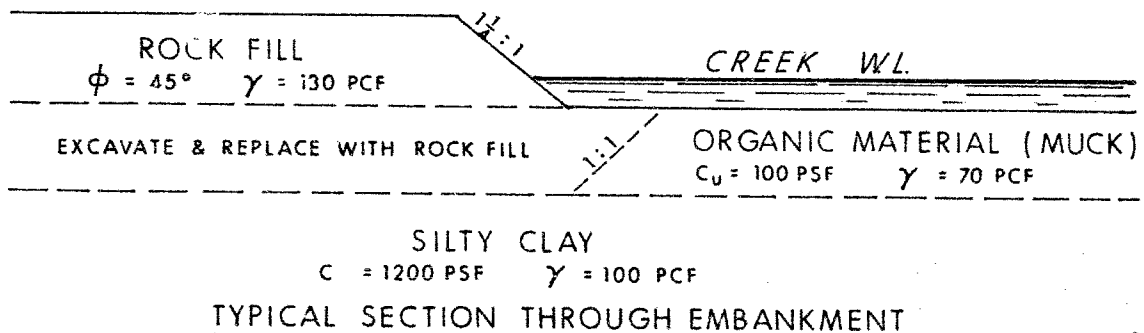 1¼ : 1
ROCK FILL
ϕ = 45° γ = 130 PCF
CREEK W.L.
EXCAVATE & REPLACE WITH ROCK FILL
1:1
ORGANIC MATERIAL (MUCK)
Cᵤ = 100 PSF γ = 70 PCF
SILTY CLAY
C = 1200 PSF γ = 100 PCF
TYPICAL SECTION THROUGH EMBANKMENT